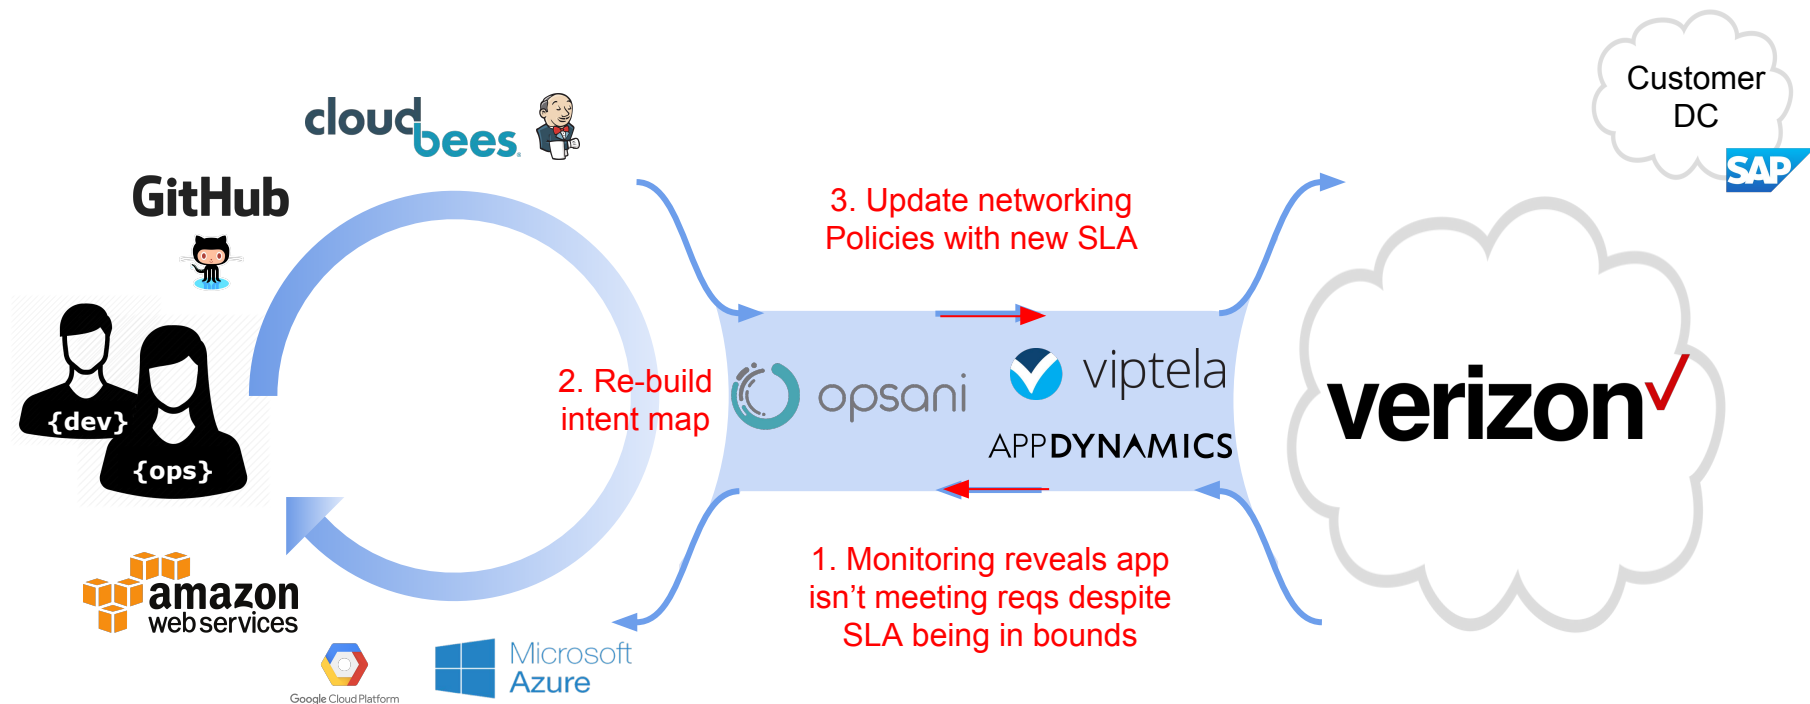 Customer
DC
SAP
cloud
bees
GitHub
3. Update networking
Policies with new SLA
{dev}
{ops}
2. Re-build
intent map
opsani
viptela
APPDYNAMICS
verizon
1. Monitoring reveals app
isn’t meeting reqs despite
SLA being in bounds
amazon
web services
Google Cloud Platform
Microsoft
Azure